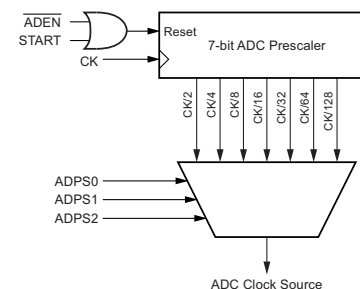 ADEN
START
Reset
7-bit ADC Prescaler
CK
CK/2
CK/4
CK/8
CK/16
CK/32
CK/64
CK/128
ADPS0
ADPS1
ADPS2
ADC Clock Source